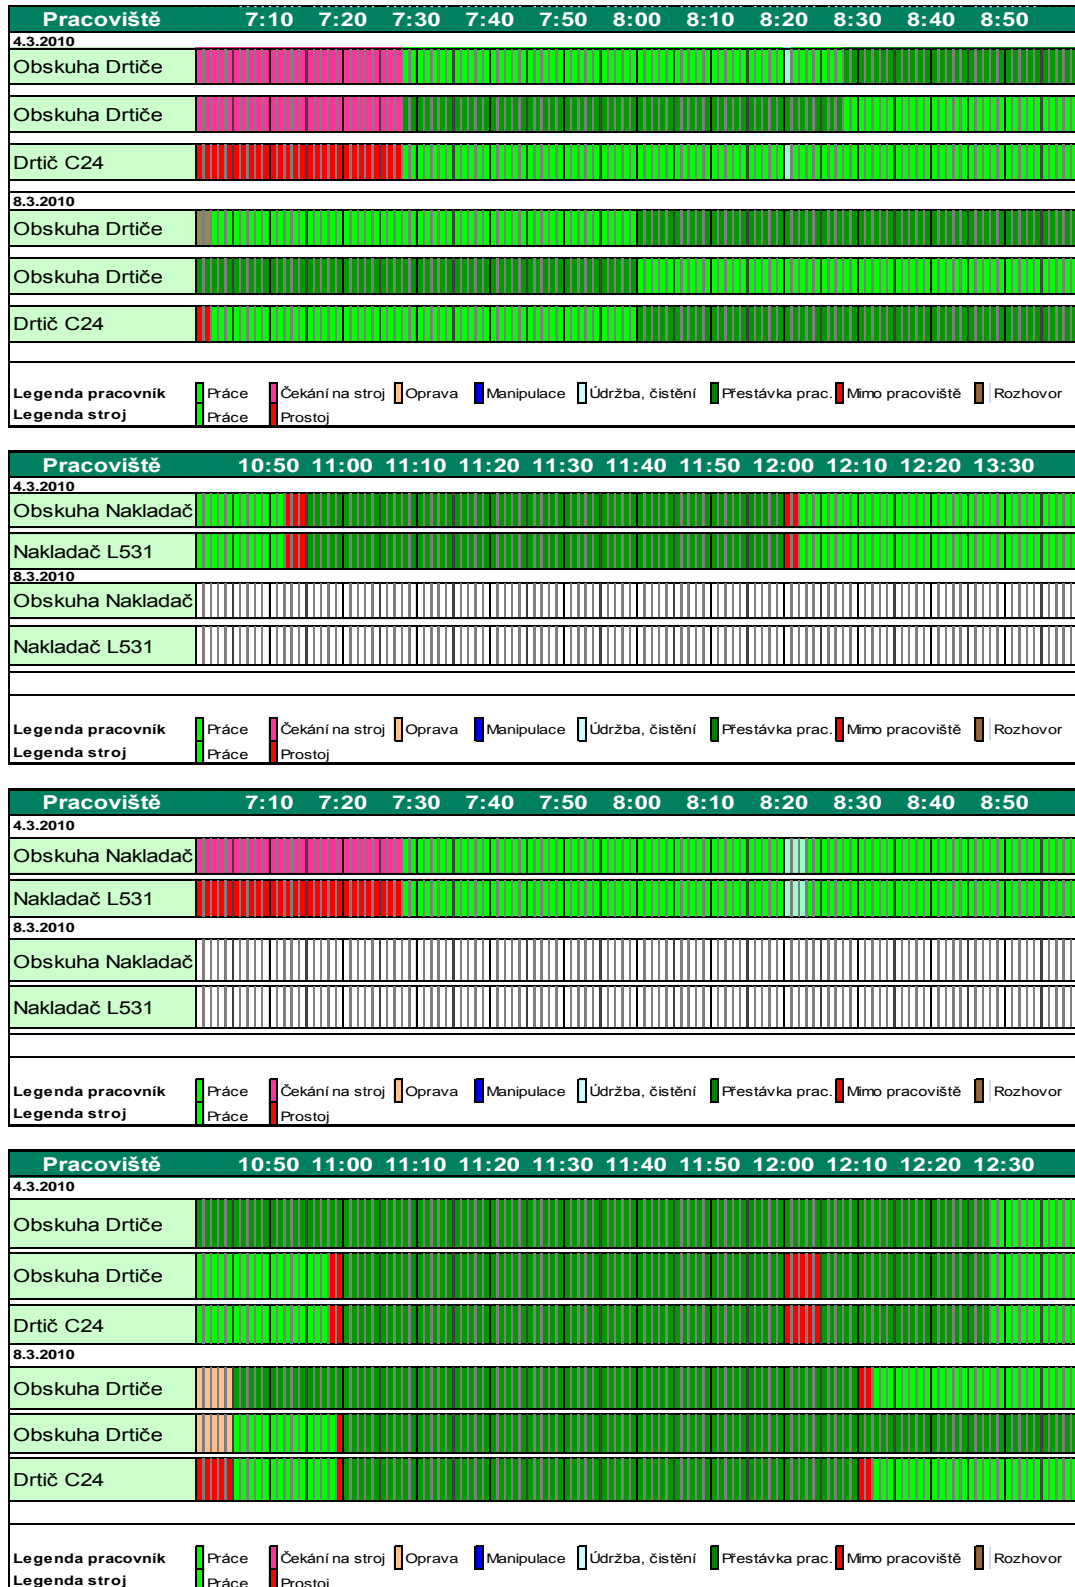 Pracoviště 7:10 7:20 7:30 7:40 7:50 8:00 8:10 8:20 8:30 8:40 8:50
4.3.2010
Obskuha Drtiče
Obskuha Drtiče
Drtič C24
8.3.2010
Obskuha Drtiče
Obskuha Drtiče
Drtič C24
Legenda pracovník Práce Čekání na stroj Oprava Manipulace Údržba, čistění Přestávka prac. Mimo pracoviště Rozhovor
Legenda stroj Práce Prostoj
Pracoviště 10:50 11:00 11:10 11:20 11:30 11:40 11:50 12:00 12:10 12:20 13:30
4.3.2010
Obskuha Nakladač
Nakladač L531
8.3.2010
Obskuha Nakladač
Nakladač L531
Legenda pracovník Práce Čekání na stroj Oprava Manipulace Údržba, čistění Přestávka prac. Mimo pracoviště Rozhovor
Legenda stroj Práce Prostoj
Pracoviště 7:10 7:20 7:30 7:40 7:50 8:00 8:10 8:20 8:30 8:40 8:50
4.3.2010
Obskuha Nakladač
Nakladač L531
8.3.2010
Obskuha Nakladač
Nakladač L531
Legenda pracovník Práce Čekání na stroj Oprava Manipulace Údržba, čistění Přestávka prac. Mimo pracoviště Rozhovor
Legenda stroj Práce Prostoj
Pracoviště 10:50 11:00 11:10 11:20 11:30 11:40 11:50 12:00 12:10 12:20 12:30
4.3.2010
Obskuha Drtiče
Obskuha Drtiče
Drtič C24
8.3.2010
Obskuha Drtiče
Obskuha Drtiče
Drtič C24
Legenda pracovník Práce Čekání na stroj Oprava Manipulace Údržba, čistění Přestávka prac. Mimo pracoviště Rozhovor
Legenda stroj Práce Prostoj